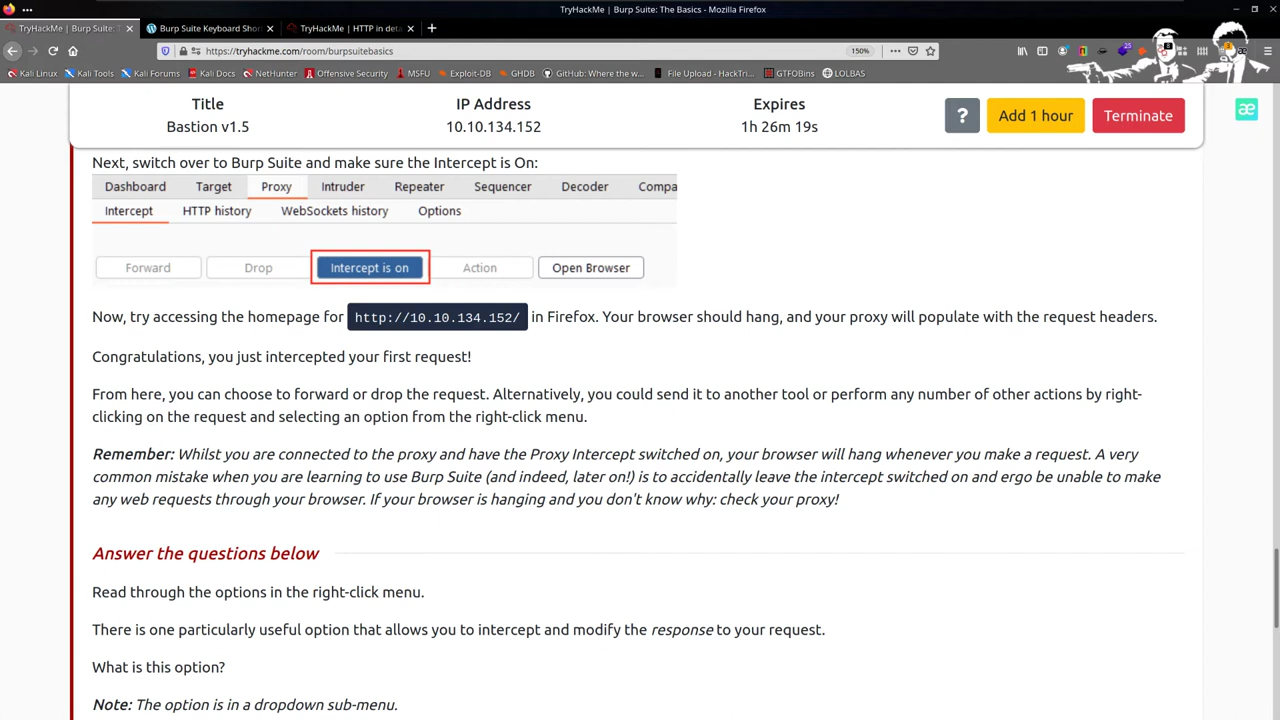 TryHackMe | Burp Suite: The Basics - Mozilla Firefox
TryHackMe | Burp Suite: T
Burp Suite Keyboard Shor
TryHackMe | HTTP in deta
https://tryhackme.com/room/burpsuitebasics
150%
Kali Linux Kali Tools Kali Forums Kali Docs NetHunter Offensive Security MSFU Exploit-DB GHDB GitHub: Where the w... File Upload - HackTri... GTFOBins LOLBAS
Title IP Address Expires
Bastion v1.5 10.10.134.152 1h 26m 19s
? Add 1 hour Terminate
Next, switch over to Burp Suite and make sure the Intercept is On:
Dashboard Target Proxy Intruder Repeater Sequencer Decoder Compa
Intercept HTTP history WebSockets history Options
Forward Drop Intercept is on Action Open Browser
Now, try accessing the homepage for http://10.10.134.152/ in Firefox. Your browser should hang, and your proxy will populate with the request headers.
Congratulations, you just intercepted your first request!
From here, you can choose to forward or drop the request. Alternatively, you could send it to another tool or perform any number of other actions by right-
clicking on the request and selecting an option from the right-click menu.
Remember: Whilst you are connected to the proxy and have the Proxy Intercept switched on, your browser will hang whenever you make a request. A very
common mistake when you are learning to use Burp Suite (and indeed, later on!) is to accidentally leave the intercept switched on and ergo be unable to make
any web requests through your browser. If your browser is hanging and you don't know why: check your proxy!
Answer the questions below
Read through the options in the right-click menu.
There is one particularly useful option that allows you to intercept and modify the response to your request.
What is this option?
Note: The option is in a dropdown sub-menu.